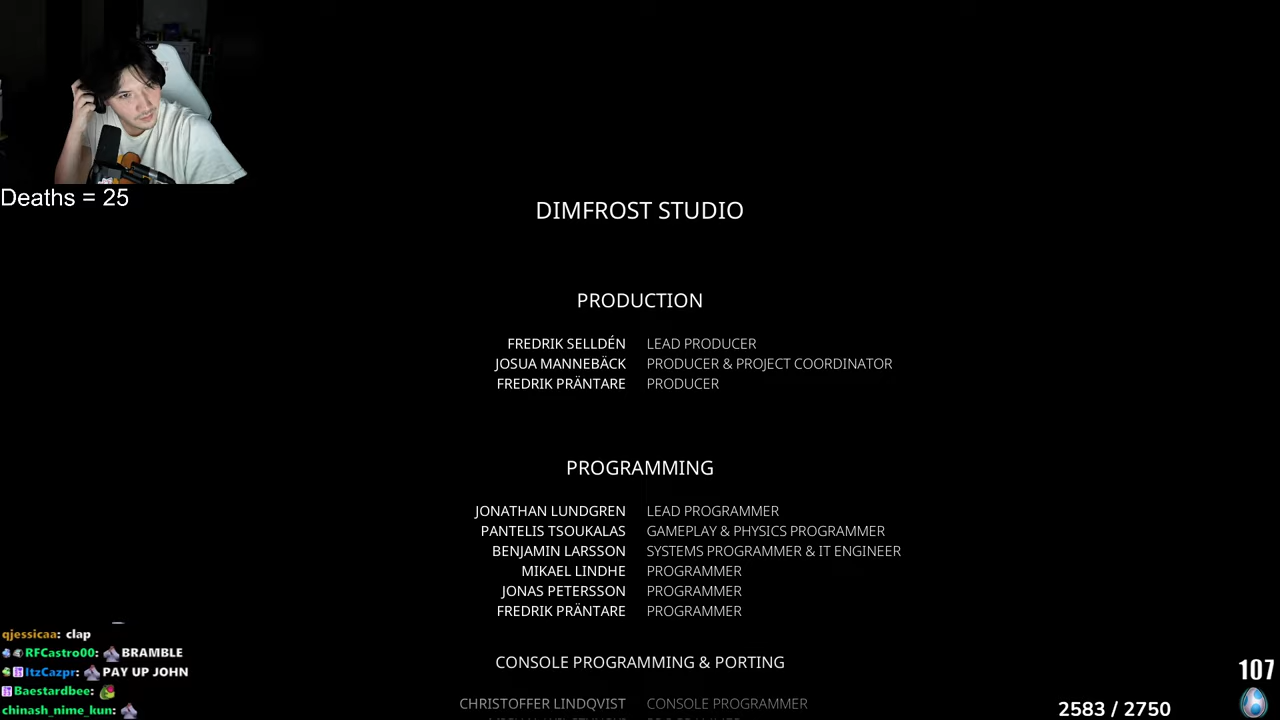 Deaths = 25
DIMFROST STUDIO
PRODUCTION
FREDRIK SELLDÉN LEAD PRODUCER
JOSUA MANNEBÄCK PRODUCER & PROJECT COORDINATOR
FREDRIK PRÄNTARE PRODUCER
PROGRAMMING
JONATHAN LUNDGREN LEAD PROGRAMMER
PANTELIS TSOUKALAS GAMEPLAY & PHYSICS PROGRAMMER
BENJAMIN LARSSON SYSTEMS PROGRAMMER & IT ENGINEER
MIKAEL LINDHE PROGRAMMER
JONAS PETERSSON PROGRAMMER
FREDRIK PRÄNTARE PROGRAMMER
CONSOLE PROGRAMMING & PORTING
CHRISTOFFER LINDQVIST CONSOLE PROGRAMMER
qjessicaa: clap
RFCastro00: BRAMBLE
ItzCazpr: PAY UP JOHN
Baestardbee:
chinash_nime_kun:
107
2583 / 2750